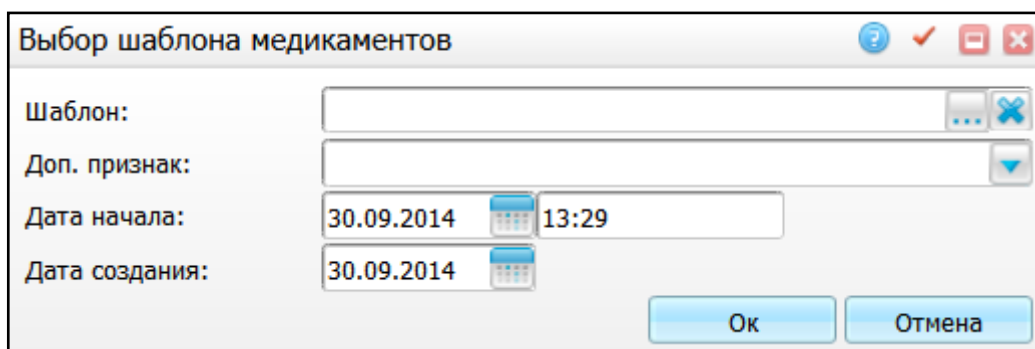 Выбор шаблона медикаментов
Шаблон:
Доп. признак:
Дата начала: 30.09.2014 13:29
Дата создания: 30.09.2014
Ок Отмена